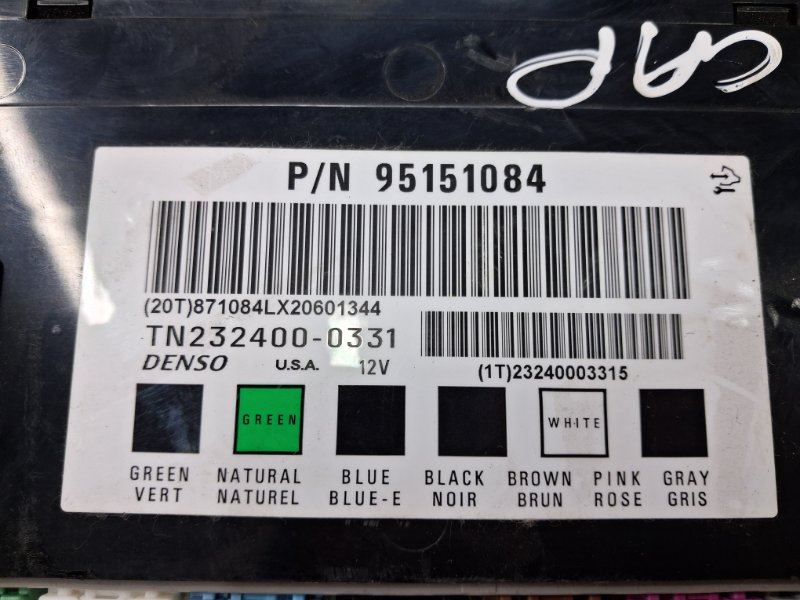 CAP
P/N 95151084
(20T)871084LX20601344
TN232400-0331
DENSO U.S.A. 12V
(1T)23240003315
GREEN WHITE
GREEN NATURAL BLUE BLACK BROWN PINK GRAY
VERT NATUREL BLUE-E NOIR BRUN ROSE GRIS